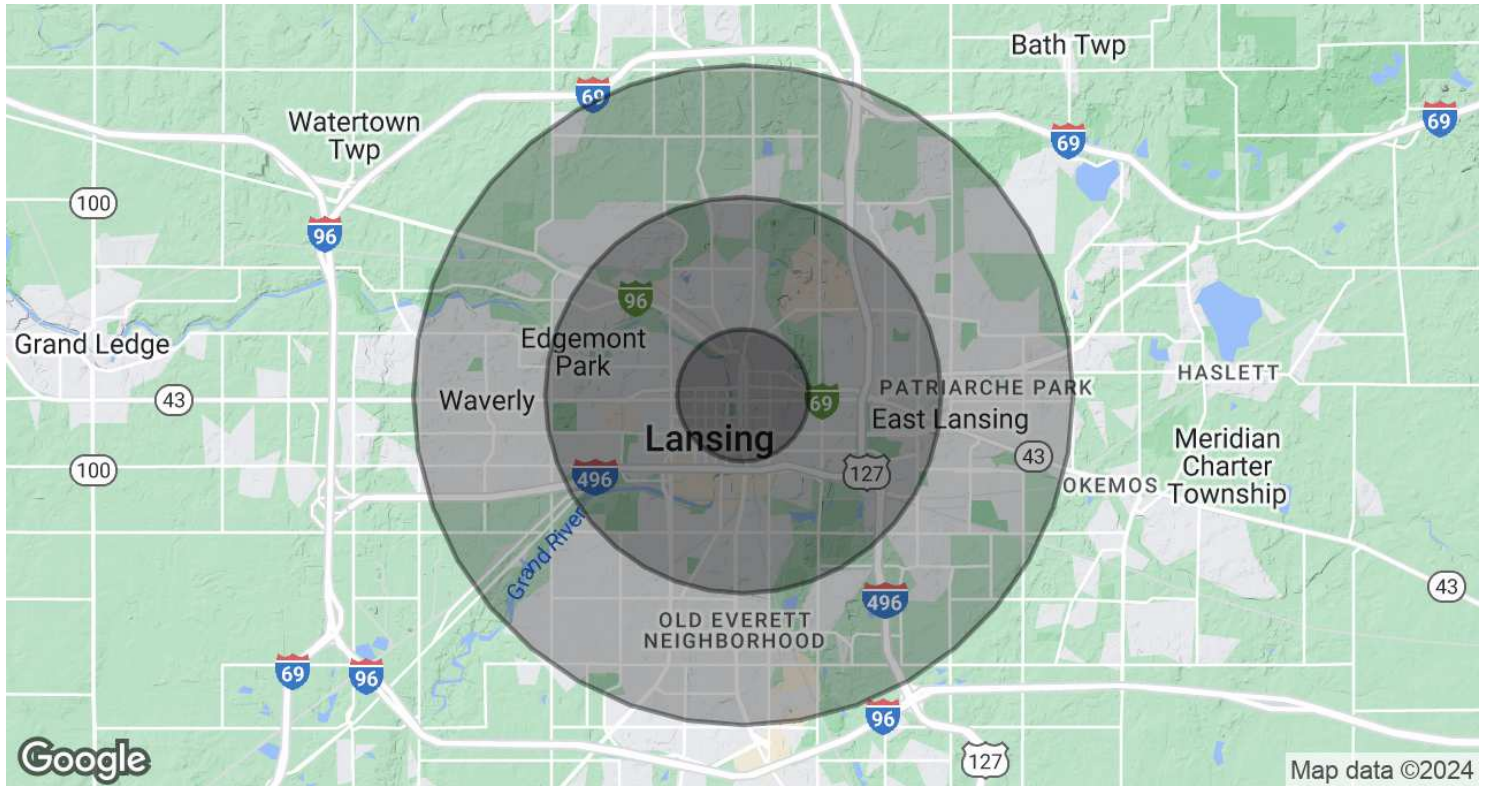 Bath Twp
69
69
Watertown
Twp
69
100
96
96
Edgemont
Park
Grand Ledge
HASLETT
43
Waverly
69
PATRIARCHE PARK
East Lansing
Lansing
43
Meridian
Charter
Township
100
496
127
OKEMOS
Grand River
496
43
OLD EVERETT
NEIGHBORHOOD
69
96
96
127
Google
Map data ©2024